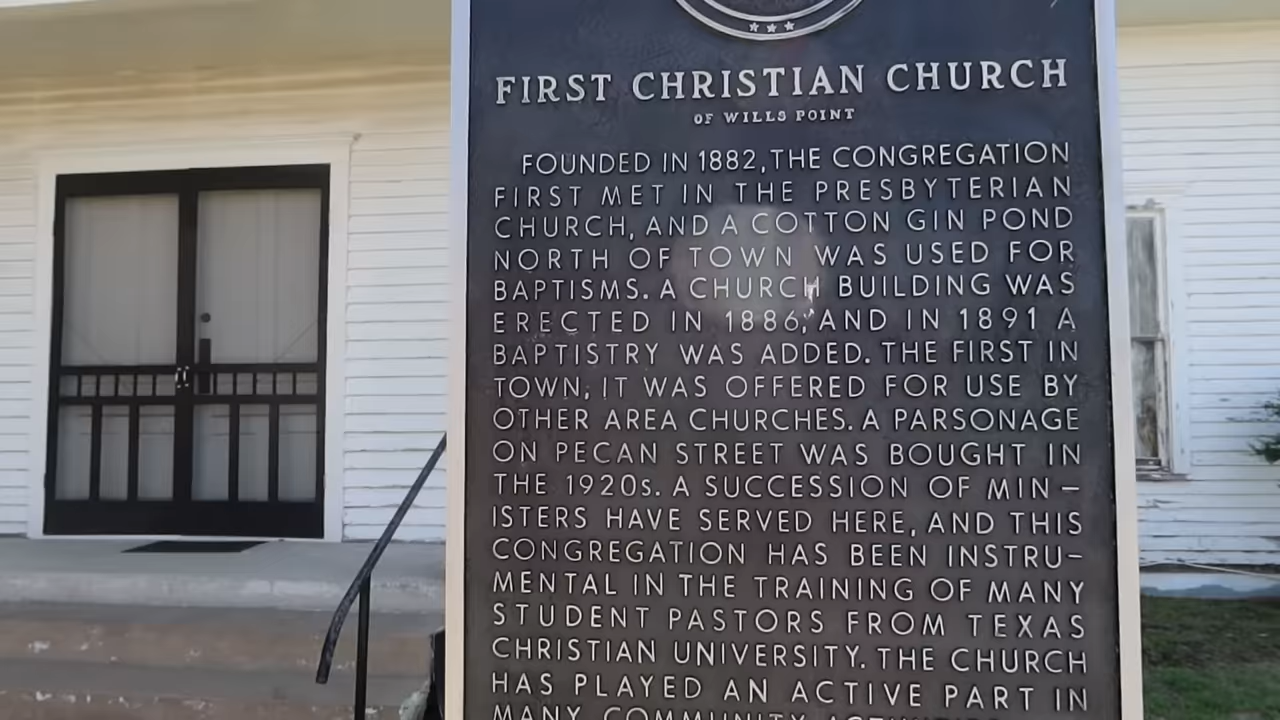 FIRST CHRISTIAN CHURCH
OF WILLS POINT
FOUNDED IN 1882, THE CONGREGATION
FIRST MET IN THE PRESBYTERIAN
CHURCH, AND A COTTON GIN POND
NORTH OF TOWN WAS USED FOR
BAPTISMS. A CHURCH BUILDING WAS
ERECTED IN 1886, AND IN 1891 A
BAPTISTRY WAS ADDED. THE FIRST IN
TOWN, IT WAS OFFERED FOR USE BY
OTHER AREA CHURCHES. A PARSONAGE
ON PECAN STREET WAS BOUGHT IN
THE 1920s. A SUCCESSION OF MIN-
ISTERS HAVE SERVED HERE, AND THIS
CONGREGATION HAS BEEN INSTRU-
MENTAL IN THE TRAINING OF MANY
STUDENT PASTORS FROM TEXAS
CHRISTIAN UNIVERSITY. THE CHURCH
HAS PLAYED AN ACTIVE PART IN
MANY COMMUNITY